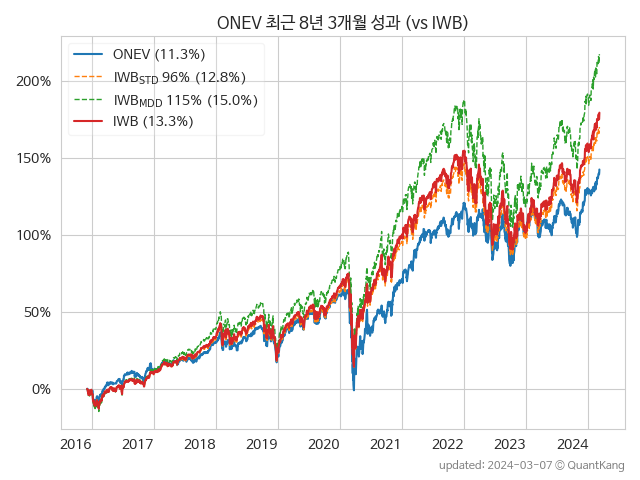 ONEV 최근 8년 3개월 성과 (vs IWB)
ONEV (11.3%)
IWBSTD 96% (12.8%)
IWBMDD 115% (15.0%)
IWB (13.3%)
200%
150%
100%
50%
0%
2016 2017 2018 2019 2020 2021 2022 2023 2024
updated: 2024-03-07 © QuantKang